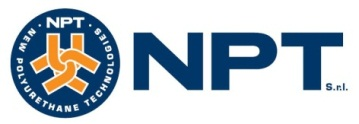 · NPT ·
NEW POLYURETHANE TECHNOLOGIES
NPT
S.r.l.